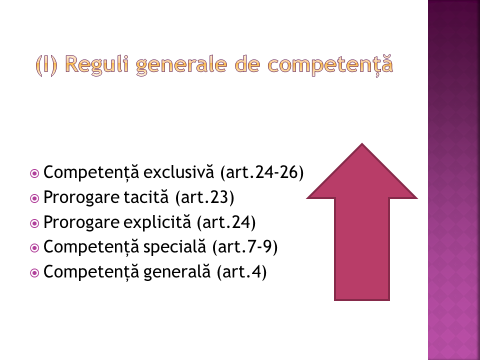 (I) Reguli generale de competență
Competență exclusivă (art.24-26)
Prorogare tacită (art.23)
Prorogare explicită (art.24)
Competență specială (art.7-9)
Competență generală (art.4)